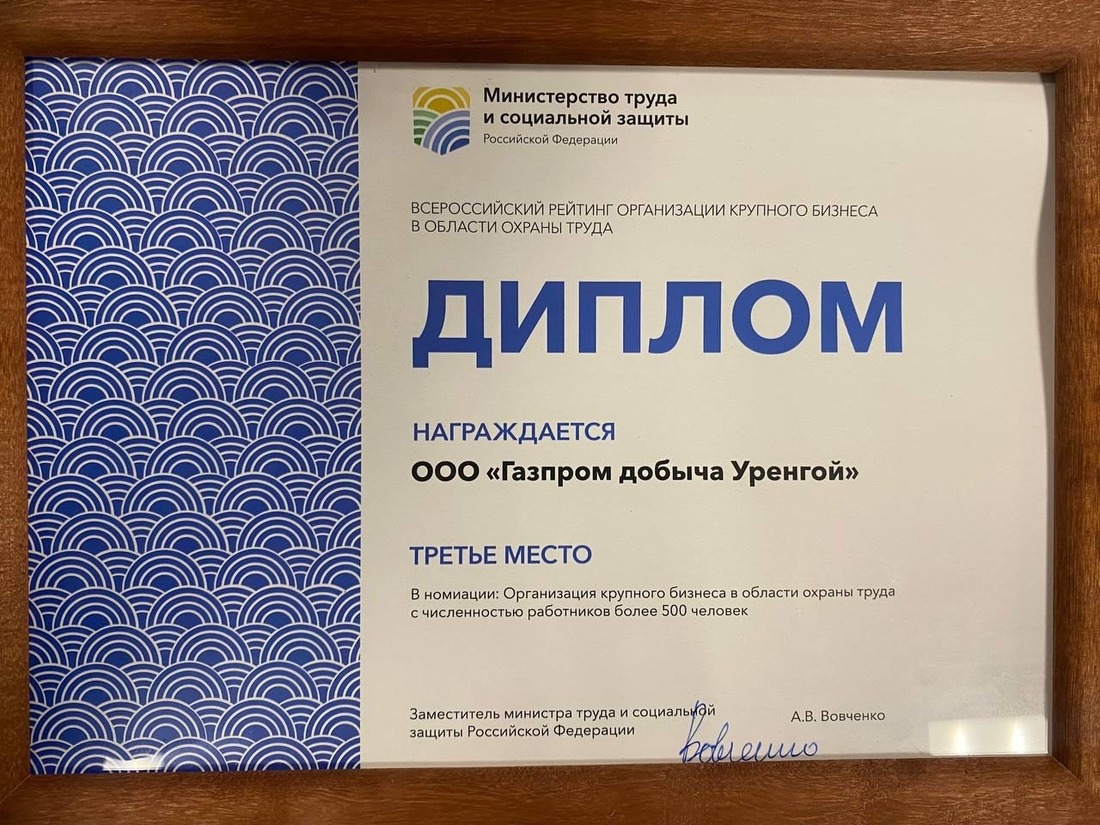 Министерство труда
и социальной защиты
Российской Федерации
ВСЕРОССИЙСКИЙ РЕЙТИНГ ОРГАНИЗАЦИИ КРУПНОГО БИЗНЕСА
В ОБЛАСТИ ОХРАНЫ ТРУДА
ДИПЛОМ
НАГРАЖДАЕТСЯ
ООО «Газпром добыча Уренгой»
ТРЕТЬЕ МЕСТО
В номиации: Организация крупного бизнеса в области охраны труда
с численностью работников более 500 человек
Заместитель министра труда и социальной
защиты Российской Федерации
А.В. Вовченко
Вовченко